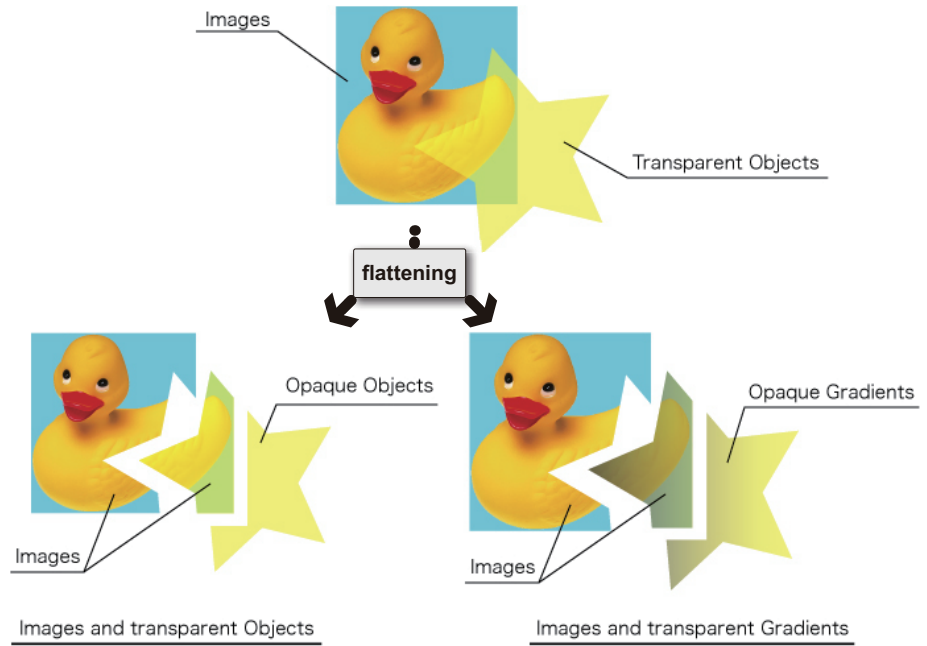 Images
Transparent Objects
flattening
Opaque Objects
Opaque Gradients
Images
Images
Images and transparent Objects
Images and transparent Gradients